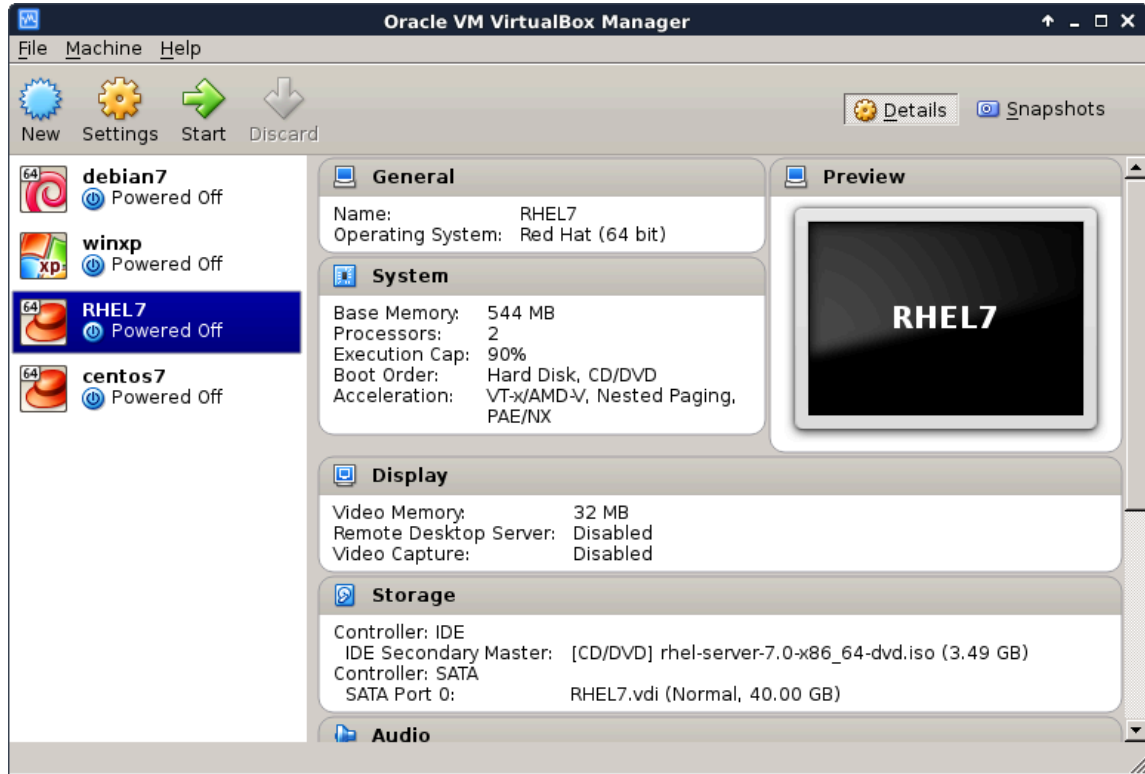 Oracle VM VirtualBox Manager
File Machine Help
New Settings Start Discard
Details Snapshots
64 debian7
Powered Off
xp winxp
Powered Off
64 RHEL7
Powered Off
64 centos7
Powered Off
General
Name: RHEL7
Operating System: Red Hat (64 bit)
System
Base Memory: 544 MB
Processors: 2
Execution Cap: 90%
Boot Order: Hard Disk, CD/DVD
Acceleration: VT-x/AMD-V, Nested Paging,
PAE/NX
Preview
RHEL7
Display
Video Memory: 32 MB
Remote Desktop Server: Disabled
Video Capture: Disabled
Storage
Controller: IDE
IDE Secondary Master: [CD/DVD] rhel-server-7.0-x86_64-dvd.iso (3.49 GB)
Controller: SATA
SATA Port 0: RHEL7.vdi (Normal, 40.00 GB)
Audio